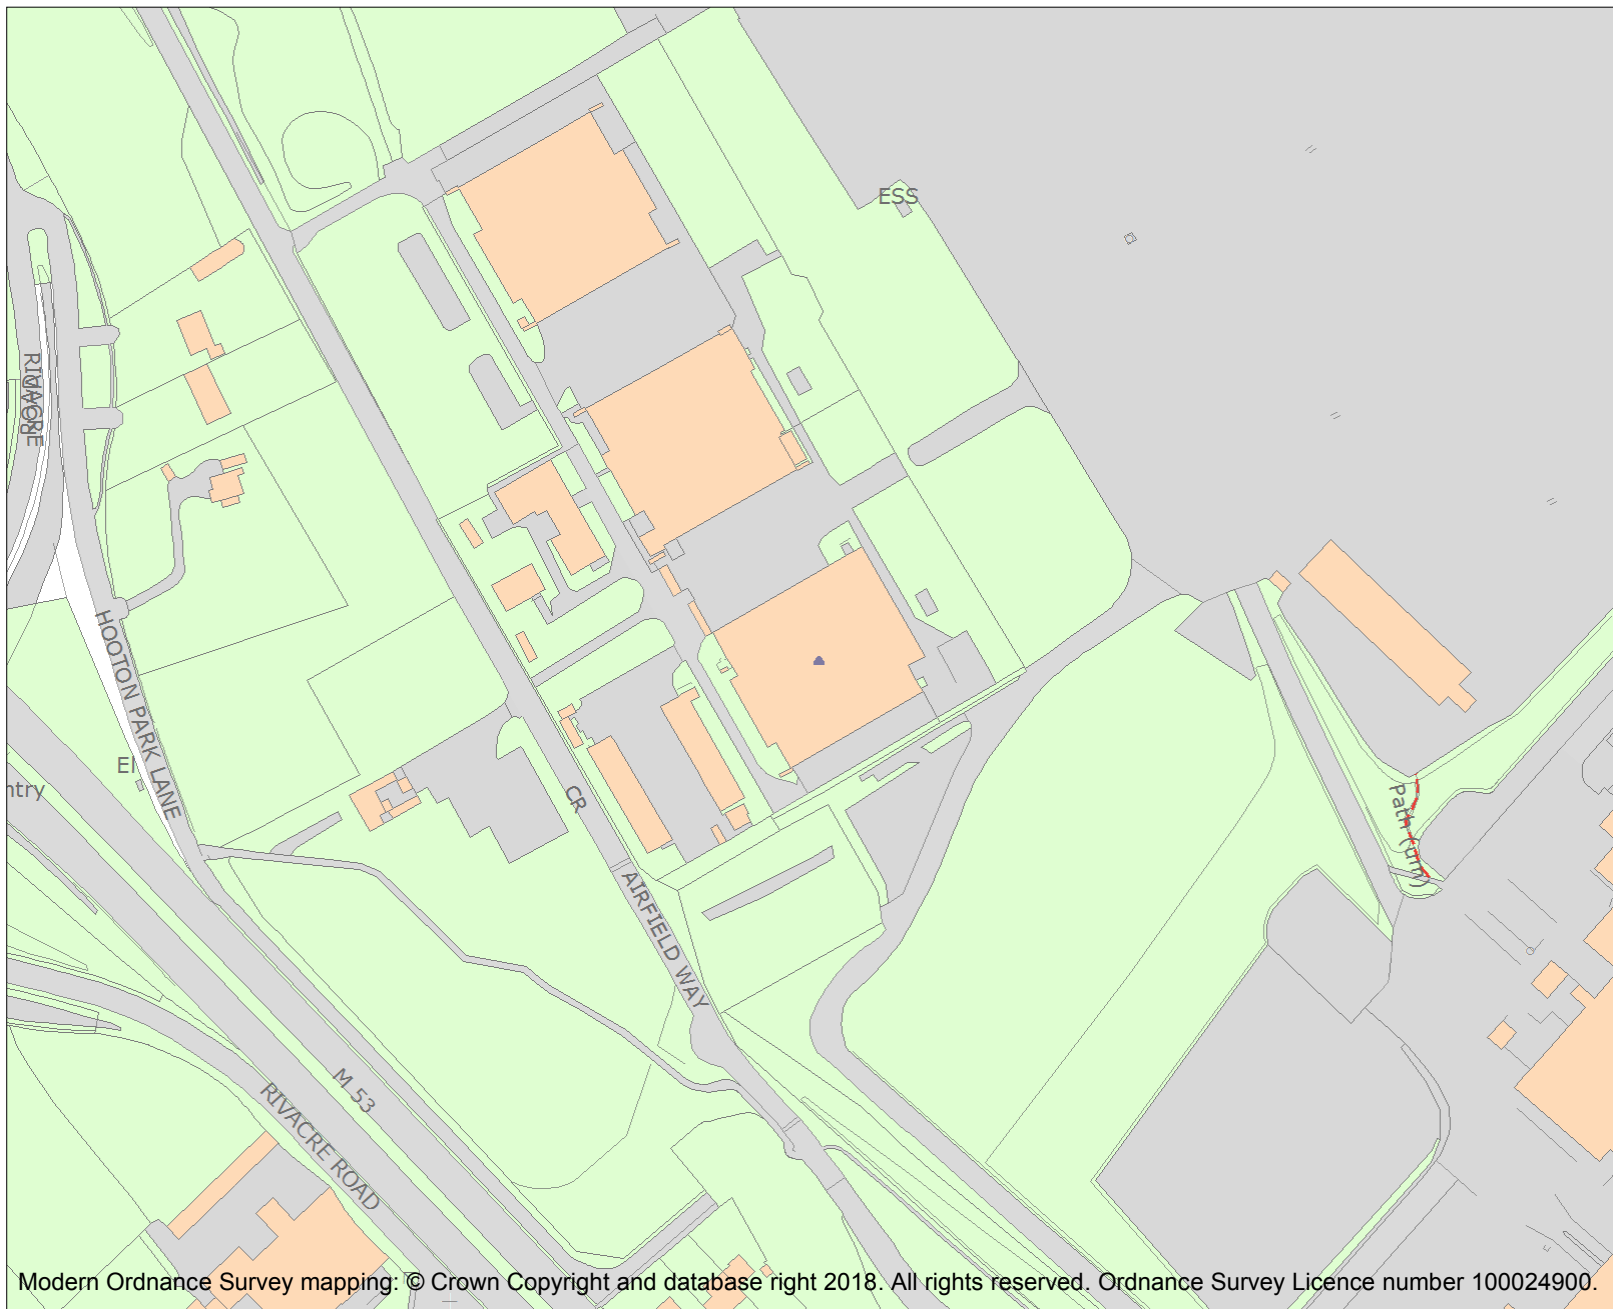 ESS
RIVACRE
HOOTON PARK LANE
El
ntry
CR
AIRFIELD WAY
Path (um)
M 53
RIVACRE ROAD
Modern Ordnance Survey mapping: © Crown Copyright and database right 2018. All rights reserved. Ordnance Survey Licence number 100024900.